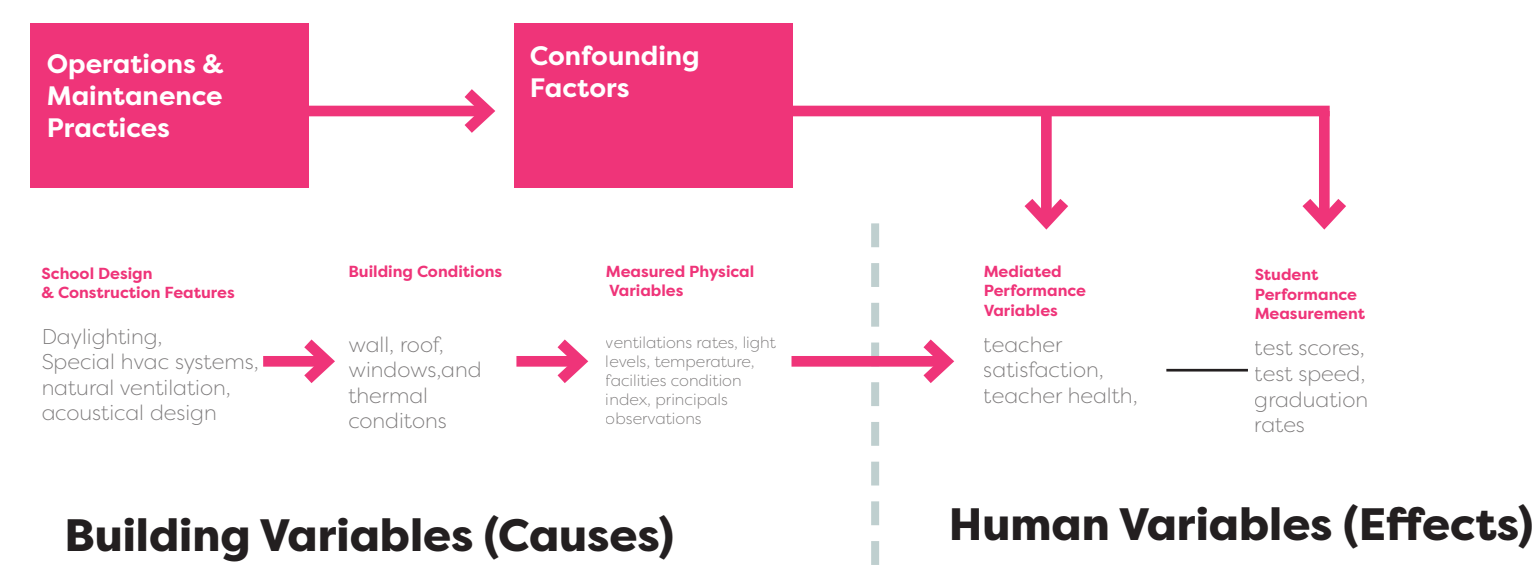 Operations &
Maintanence
Practices
Confounding
Factors
School Design
& Construction Features
Daylighting,
Special hvac systems,
natural ventilation,
acoustical design
Building Conditions
wall, roof,
windows,and
thermal
conditons
Measured Physical
Variables
ventilations rates, light
levels, temperature,
facilities condition
index, principals
observations
Mediated
Performance
Variables
teacher
satisfaction,
teacher health,
Student
Performance
Measurement
test scores,
test speed,
graduation
rates
Building Variables (Causes)
Human Variables (Effects)